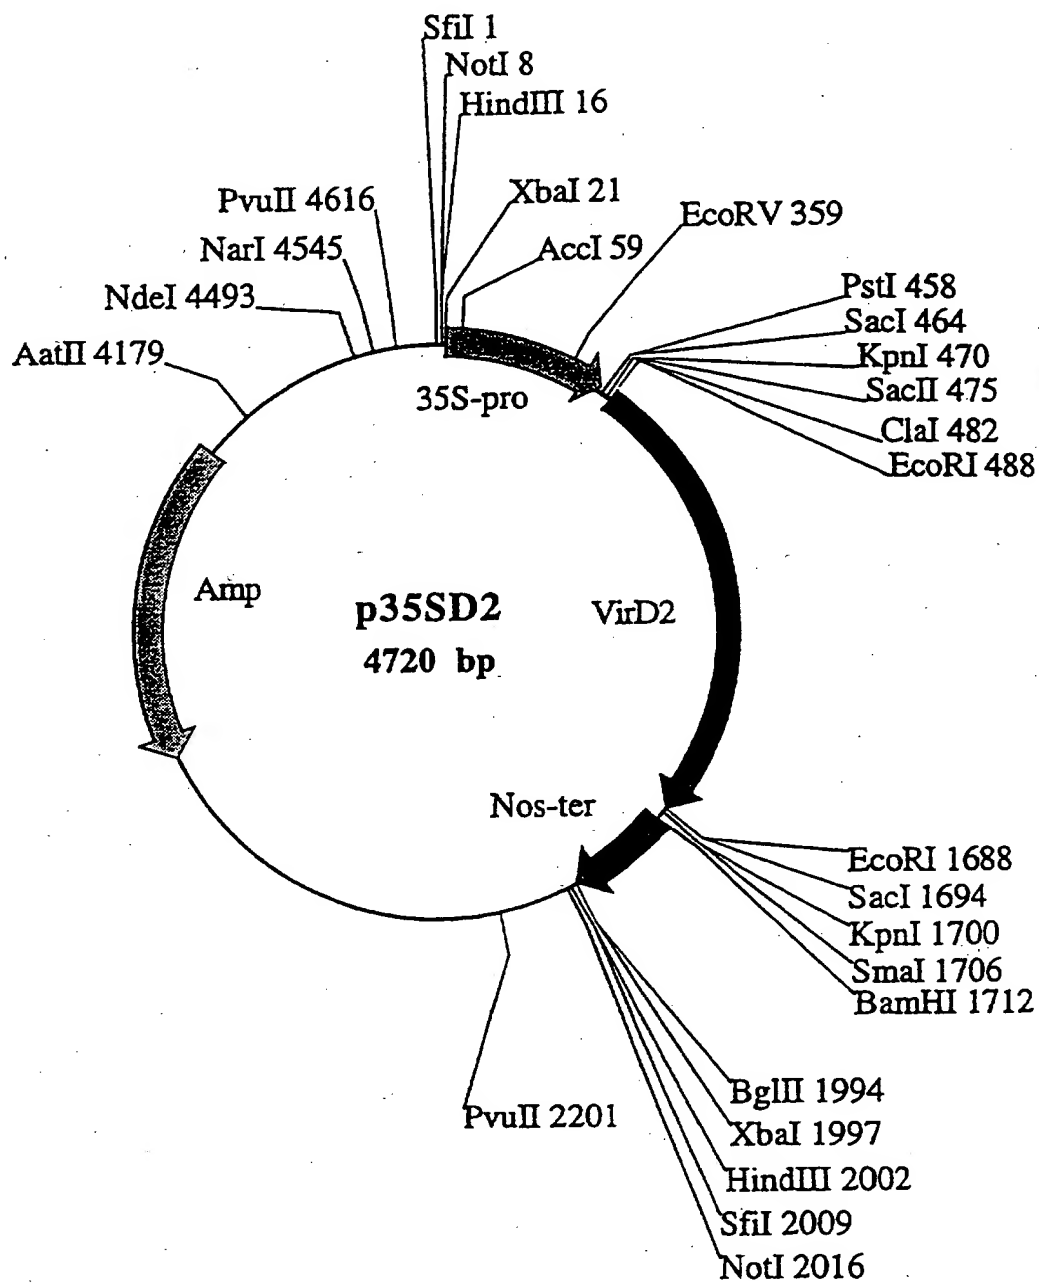 SfiI 1
NotI 8
HindIII 16
XbaI 21
PvuII 4616
EcoRV 359
NarI 4545
AccI 59
NdeI 4493
PstI 458
SacI 464
AatII 4179
KpnI 470
SacII 475
35S-pro
ClaI 482
EcoRI 488
Amp
p35SD2
VirD2
4720 bp
Nos-ter
EcoRI 1688
SacI 1694
KpnI 1700
SmaI 1706
BamHI 1712
BglII 1994
PvuII 2201
XbaI 1997
HindIII 2002
SfiI 2009
NotI 2016